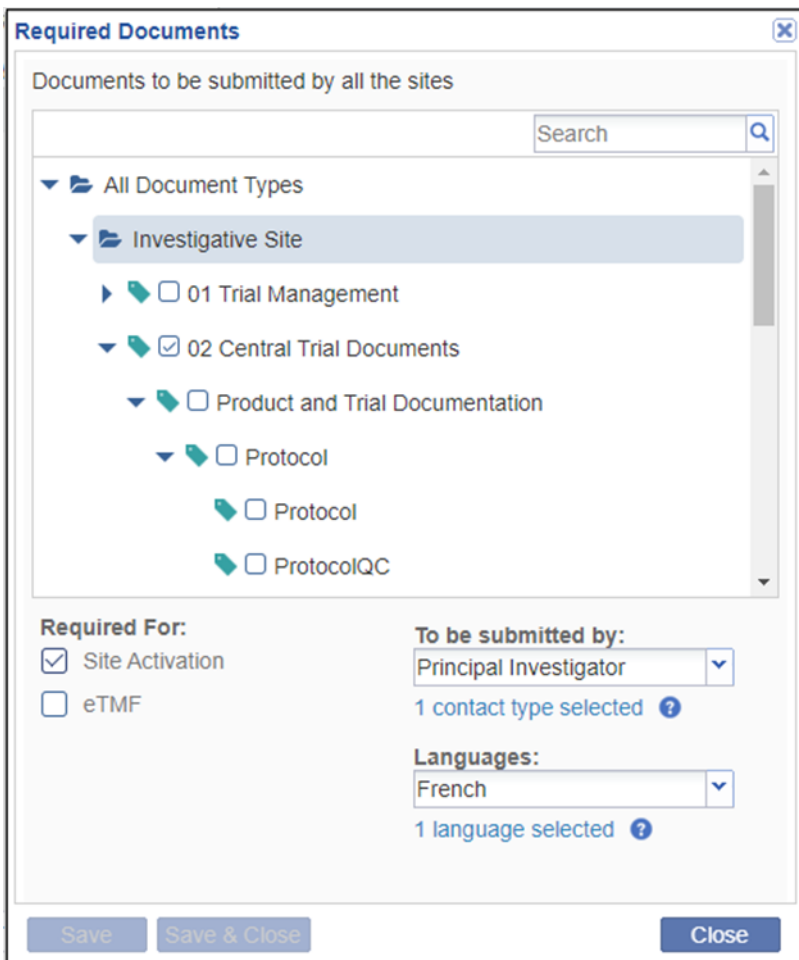 Required Documents
Documents to be submitted by all the sites
Search
All Document Types
Investigative Site
01 Trial Management
02 Central Trial Documents
Product and Trial Documentation
Protocol
Protocol
ProtocolQC
Required For:
Site Activation
eTMF
To be submitted by:
Principal Investigator
1 contact type selected ?
Languages:
French
1 language selected ?
Save
Save & Close
Close